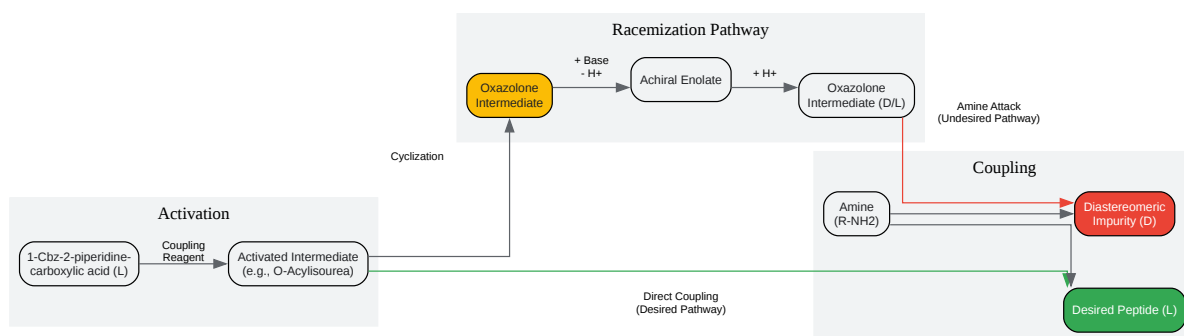 Racemization Pathway
+ Base
- H+
Oxazolone
Intermediate
Achiral Enolate
+ H+
Oxazolone
Intermediate (D/L)
Amine Attack
(Undesired Pathway)
Cyclization
Coupling
Amine
(R-NH2)
Diastereomeric
Impurity (D)
Activation
1-Cbz-2-piperidine-
carboxylic acid (L)
Coupling
Reagent
Activated Intermediate
(e.g., O-Acylisourea)
Direct Coupling
(Desired Pathway)
Desired Peptide (L)